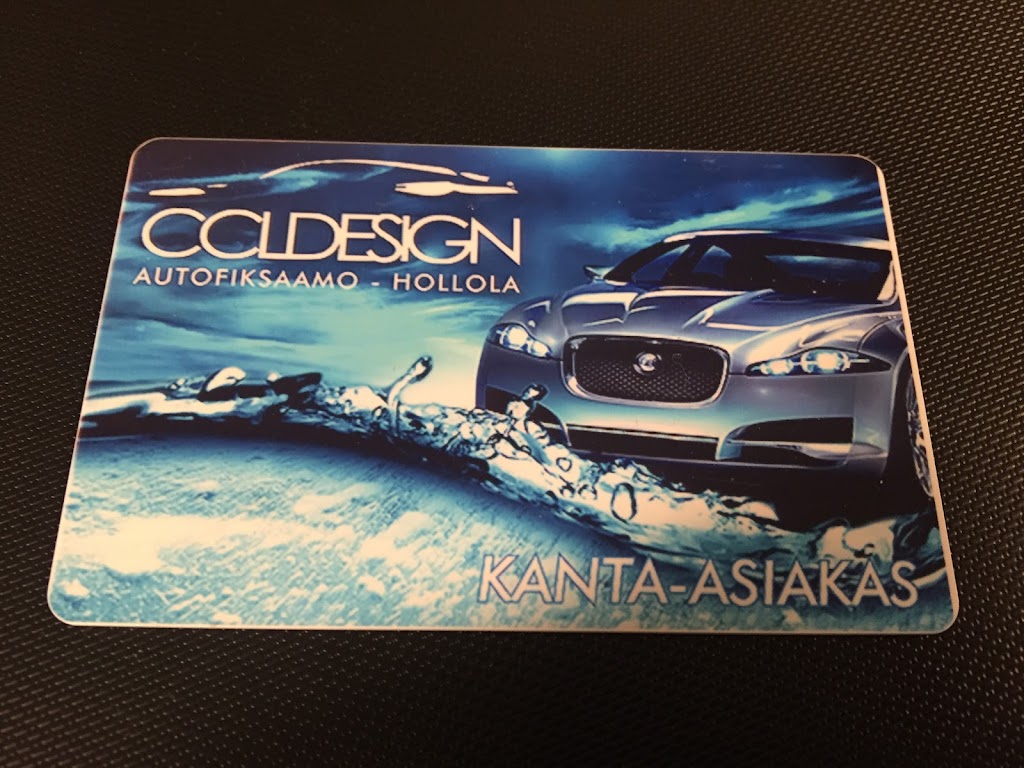 CCLDESIGN
AUTOFIKSAAMO - HOLLOLA
KANTA-ASIAKAS